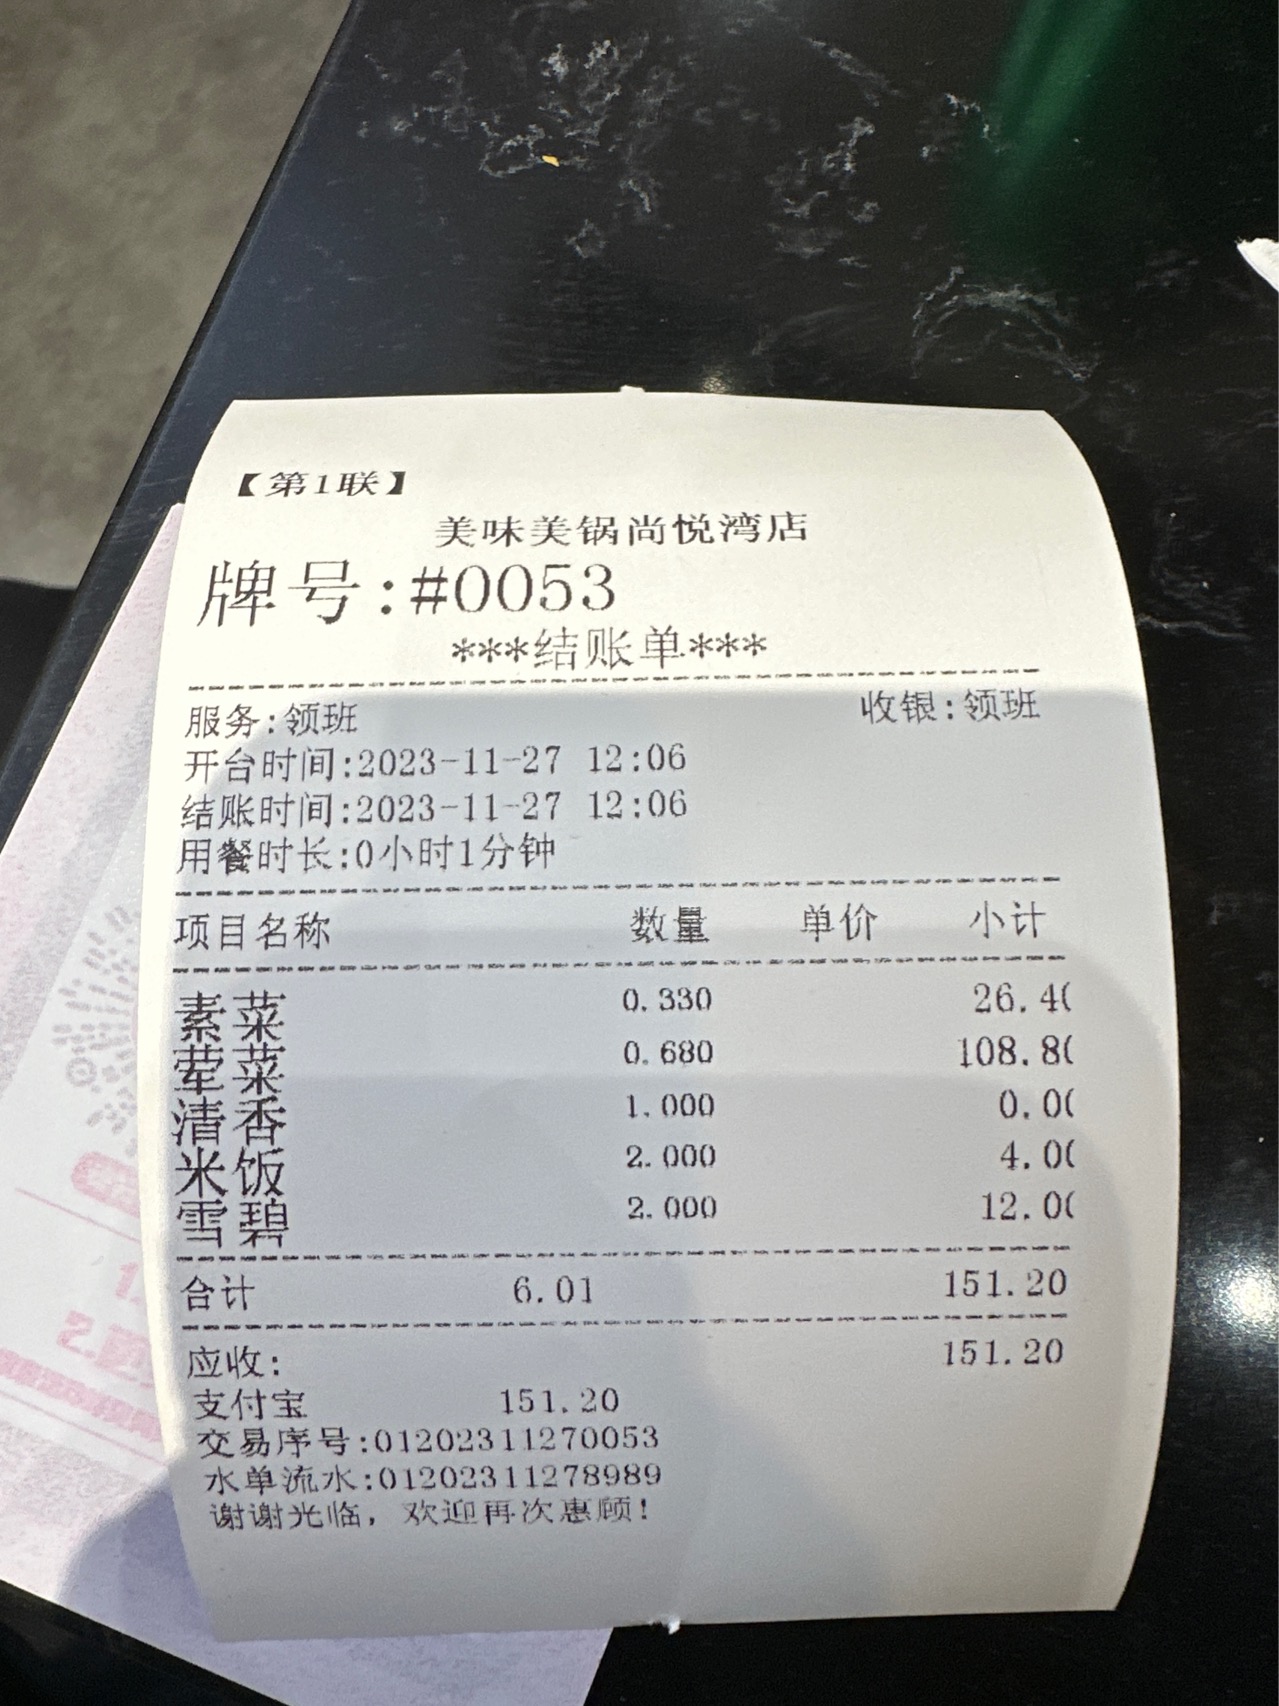 【第1联】
美味美锅尚悦湾店
牌号:#0053
***结账单***
服务:领班 收银:领班
开台时间:2023-11-27 12:06
结账时间:2023-11-27 12:06
用餐时长:0小时1分钟
项目名称 数量 单价 小计
素菜 0.330 26.4
荤菜 0.680 108.8
清香 1.000 0.0
米饭 2.000 4.0
雪碧 2.000 12.0
合计 6.01 151.20
应收: 151.20
支付宝 151.20
交易序号:01202311270053
水单流水:01202311278989
谢谢光临，欢迎再次惠顾!